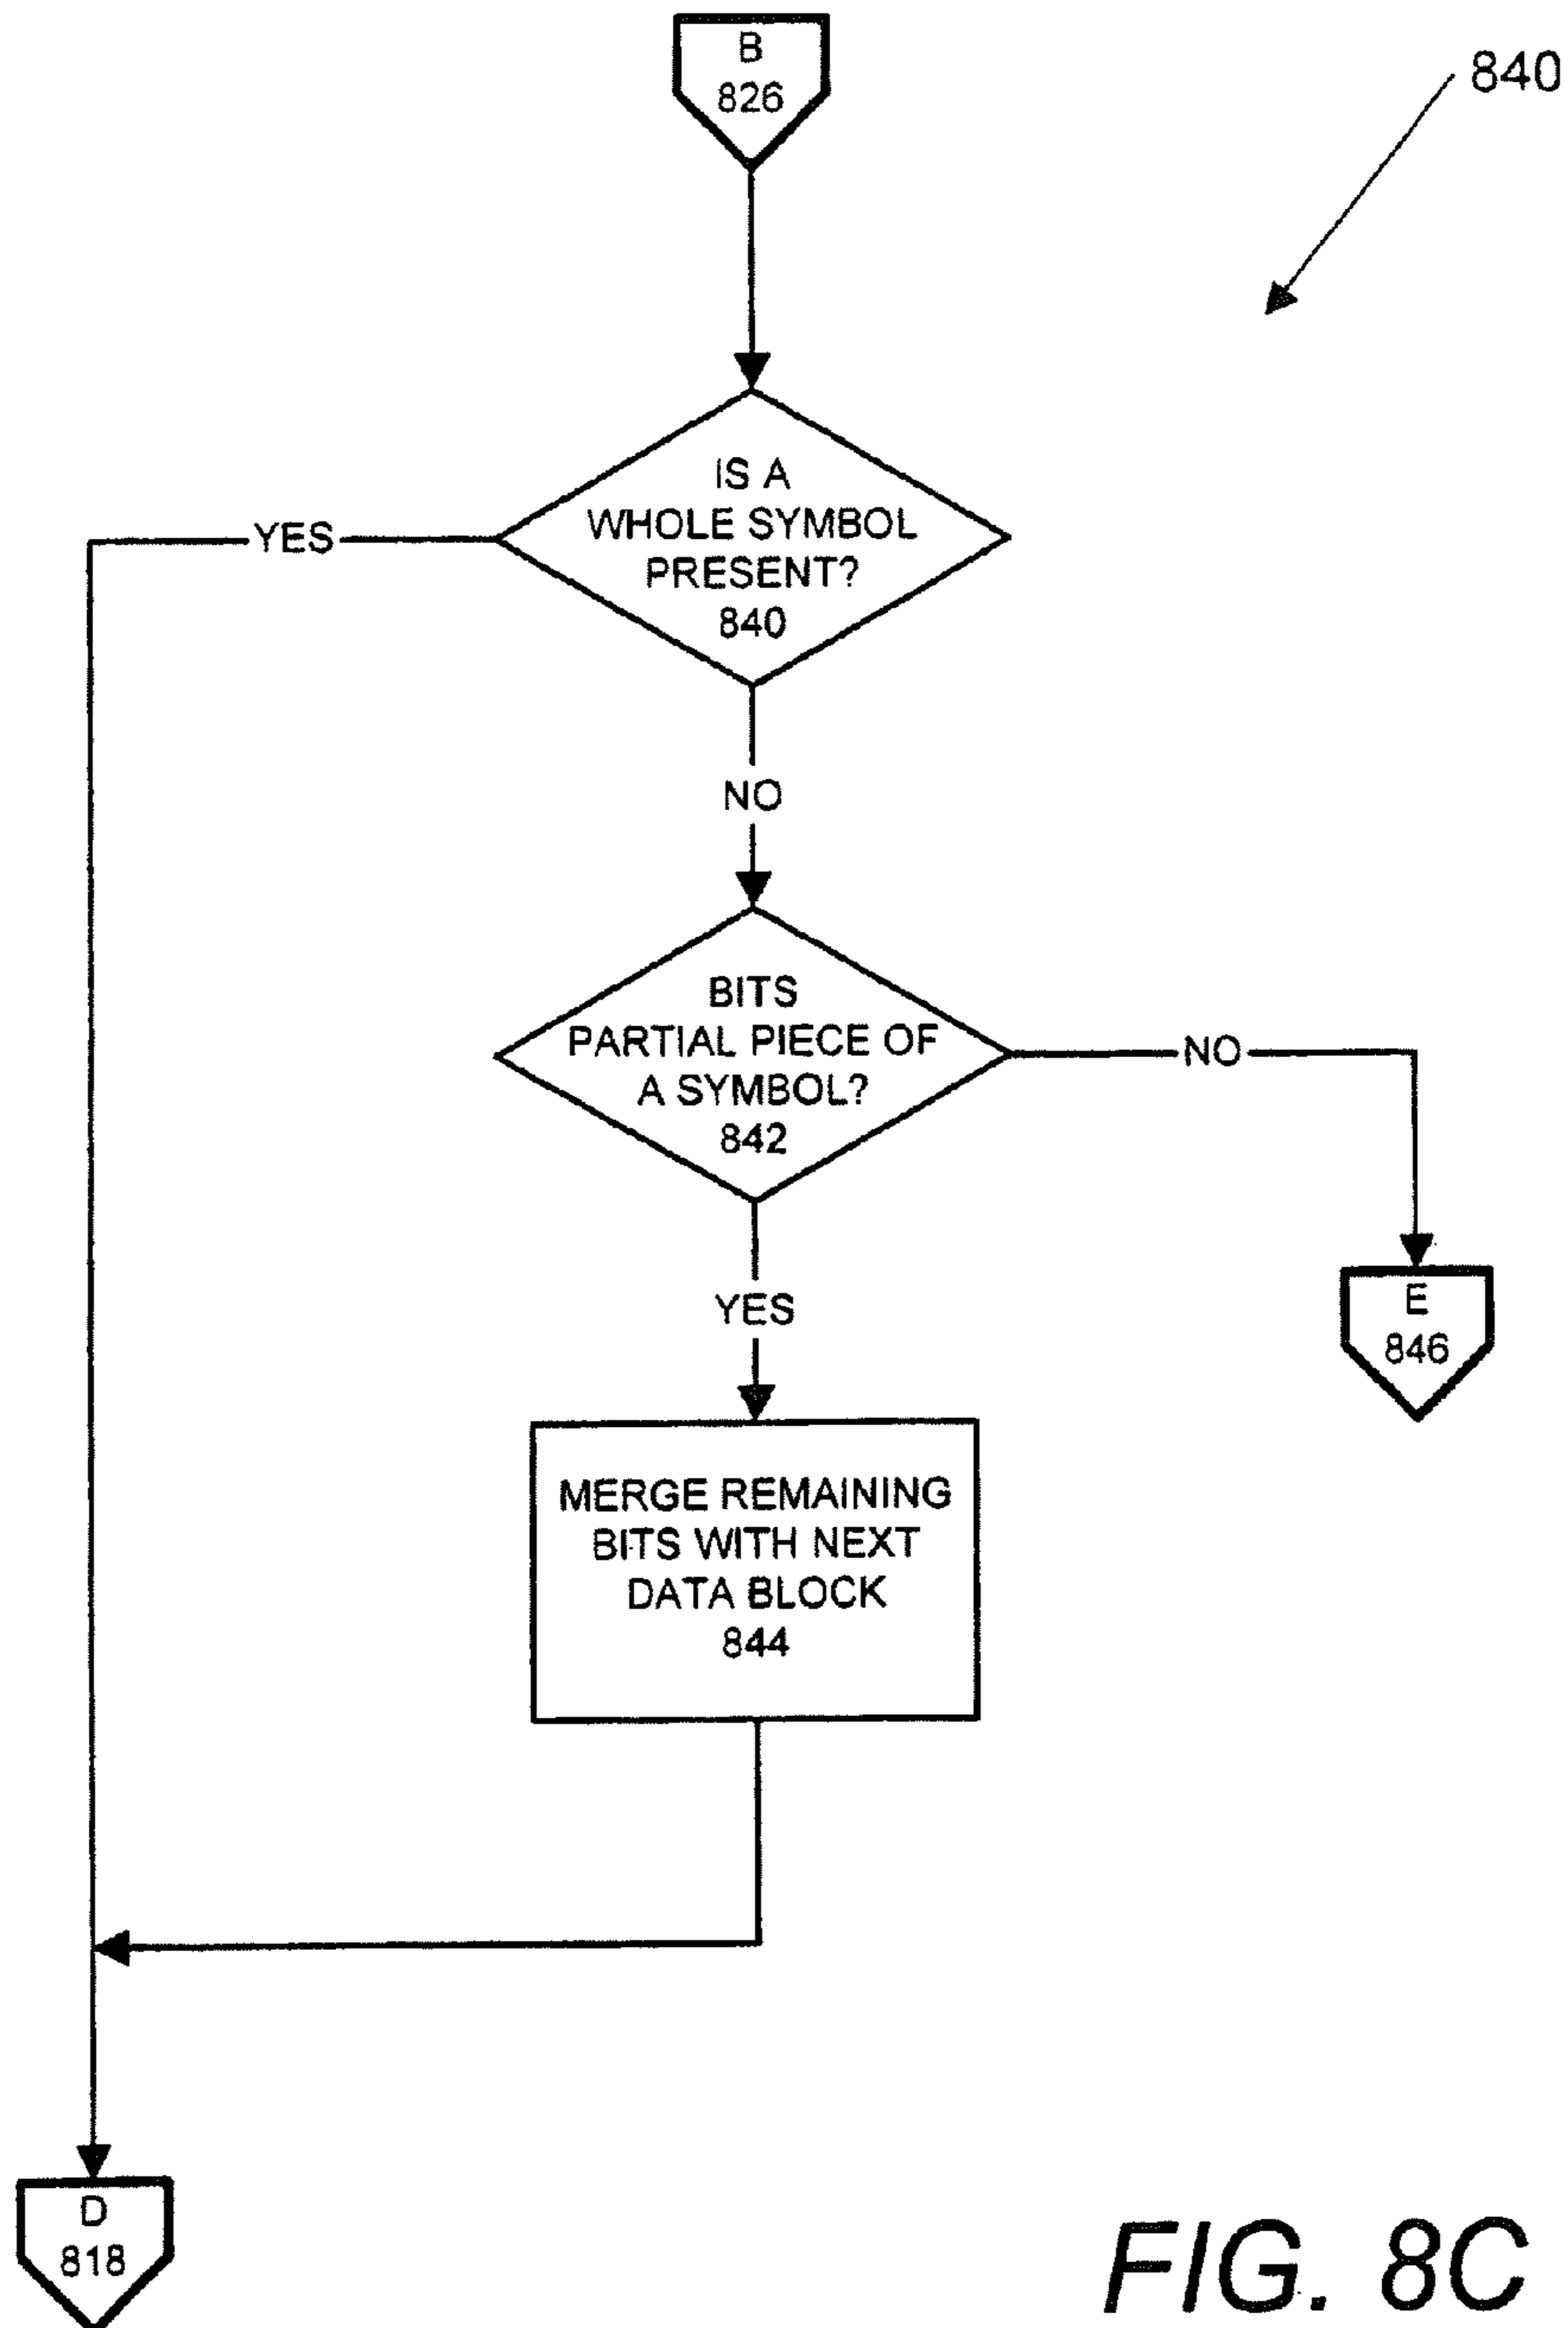 B
826
840
IS A
WHOLE SYMBOL
PRESENT?
840
YES
NO
BITS
PARTIAL PIECE OF
A SYMBOL?
842
NO
YES
E
846
MERGE REMAINING
BITS WITH NEXT
DATA BLOCK
844
D
818
FIG. 8C